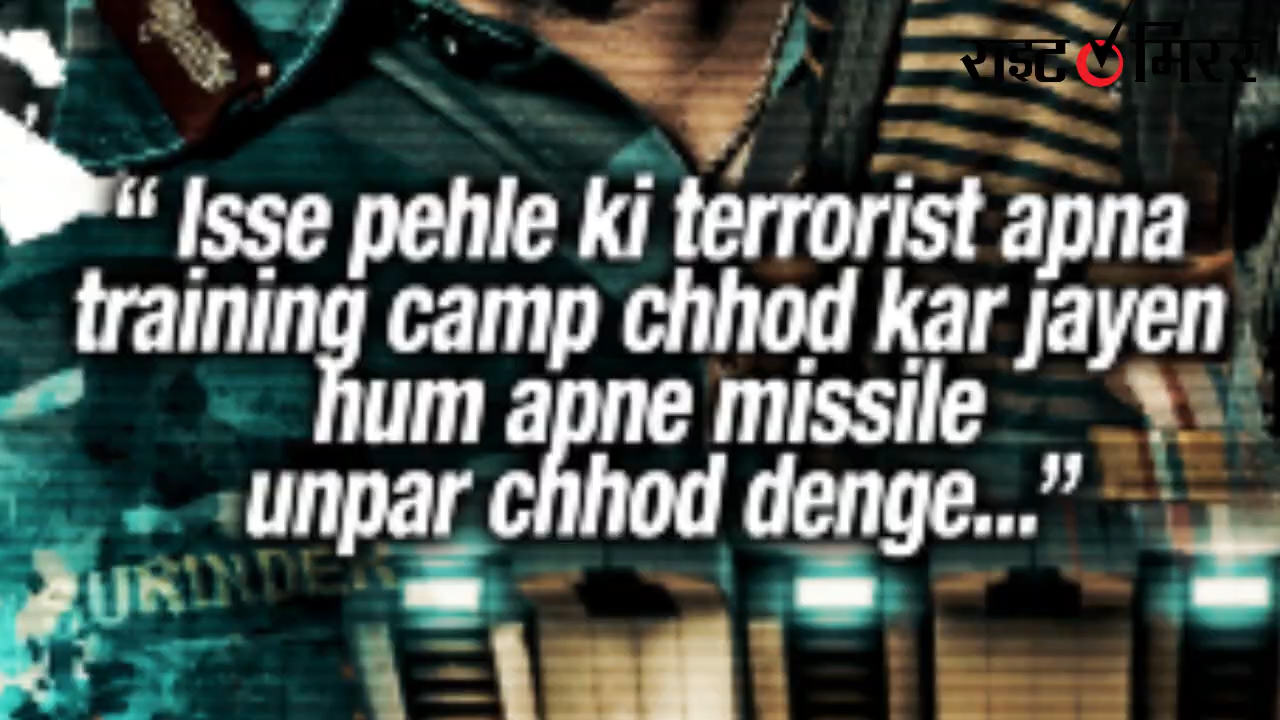 राइट मिरर
“ Isse pehle ki terrorist apna
training camp chhod kar jayen
hum apne missile
unpar chhod denge...”